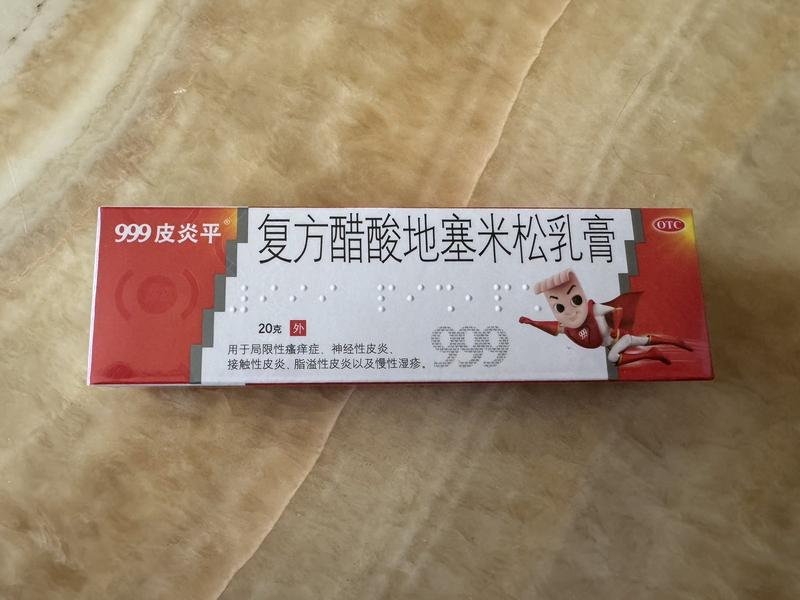 999皮炎平®
复方醋酸地塞米松乳膏
OTC
20克 外
用于局限性瘙痒症、神经性皮炎、
接触性皮炎、脂溢性皮炎以及慢性湿疹。
999
999